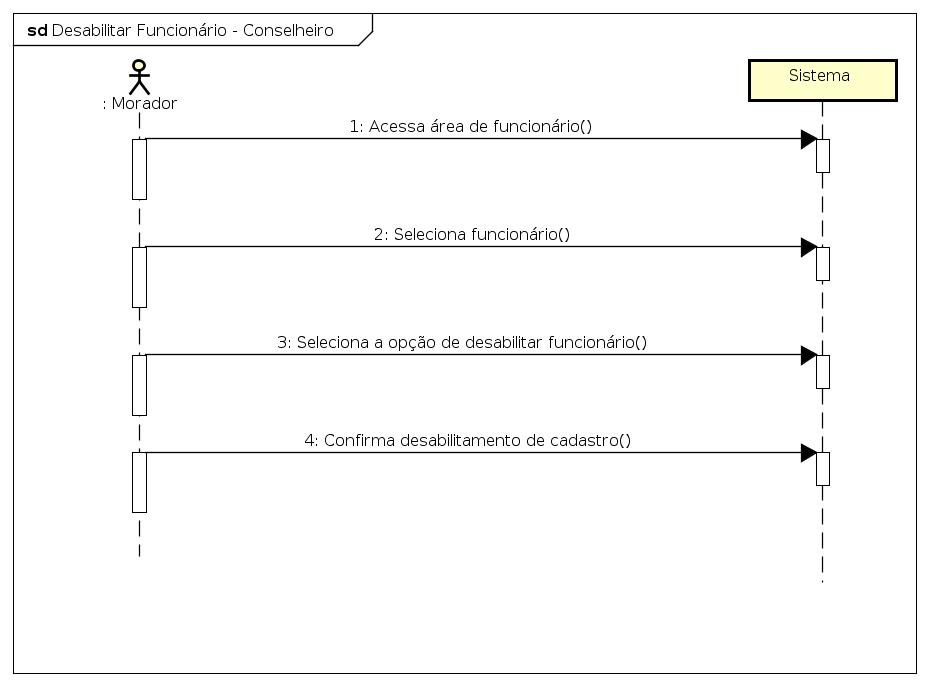 sd Desabilitar Funcionário - Conselheiro
: Morador
Sistema
1: Acessa área de funcionário()
2: Seleciona funcionário()
3: Seleciona a opção de desabilitar funcionário()
4: Confirma desabilitamento de cadastro()